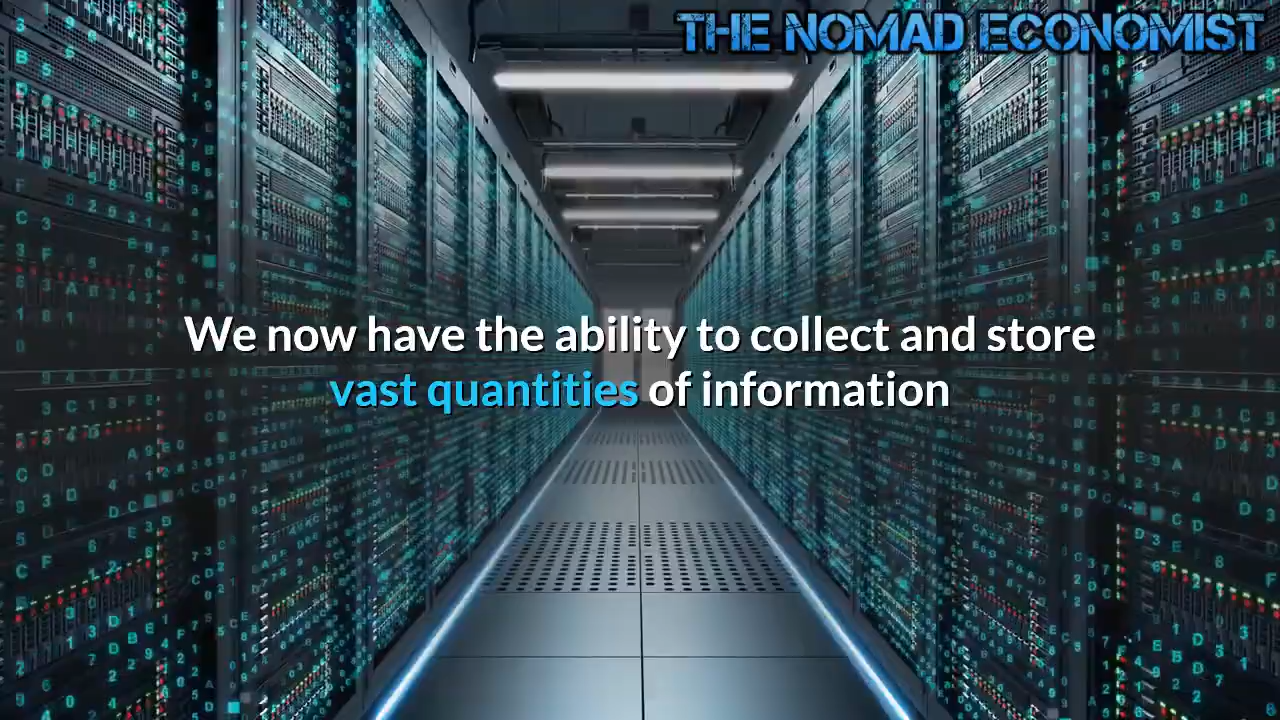 THE NOMAD ECONOMIST
We now have the ability to collect and store
vast quantities of information